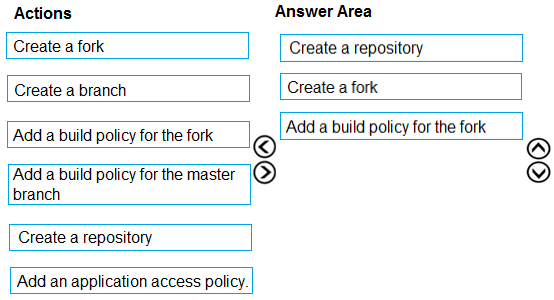 Actions
Create a fork
Create a branch
Add a build policy for the fork
Add a build policy for the master
branch
Create a repository
Add an application access policy.
Answer Area
Create a repository
Create a fork
Add a build policy for the fork